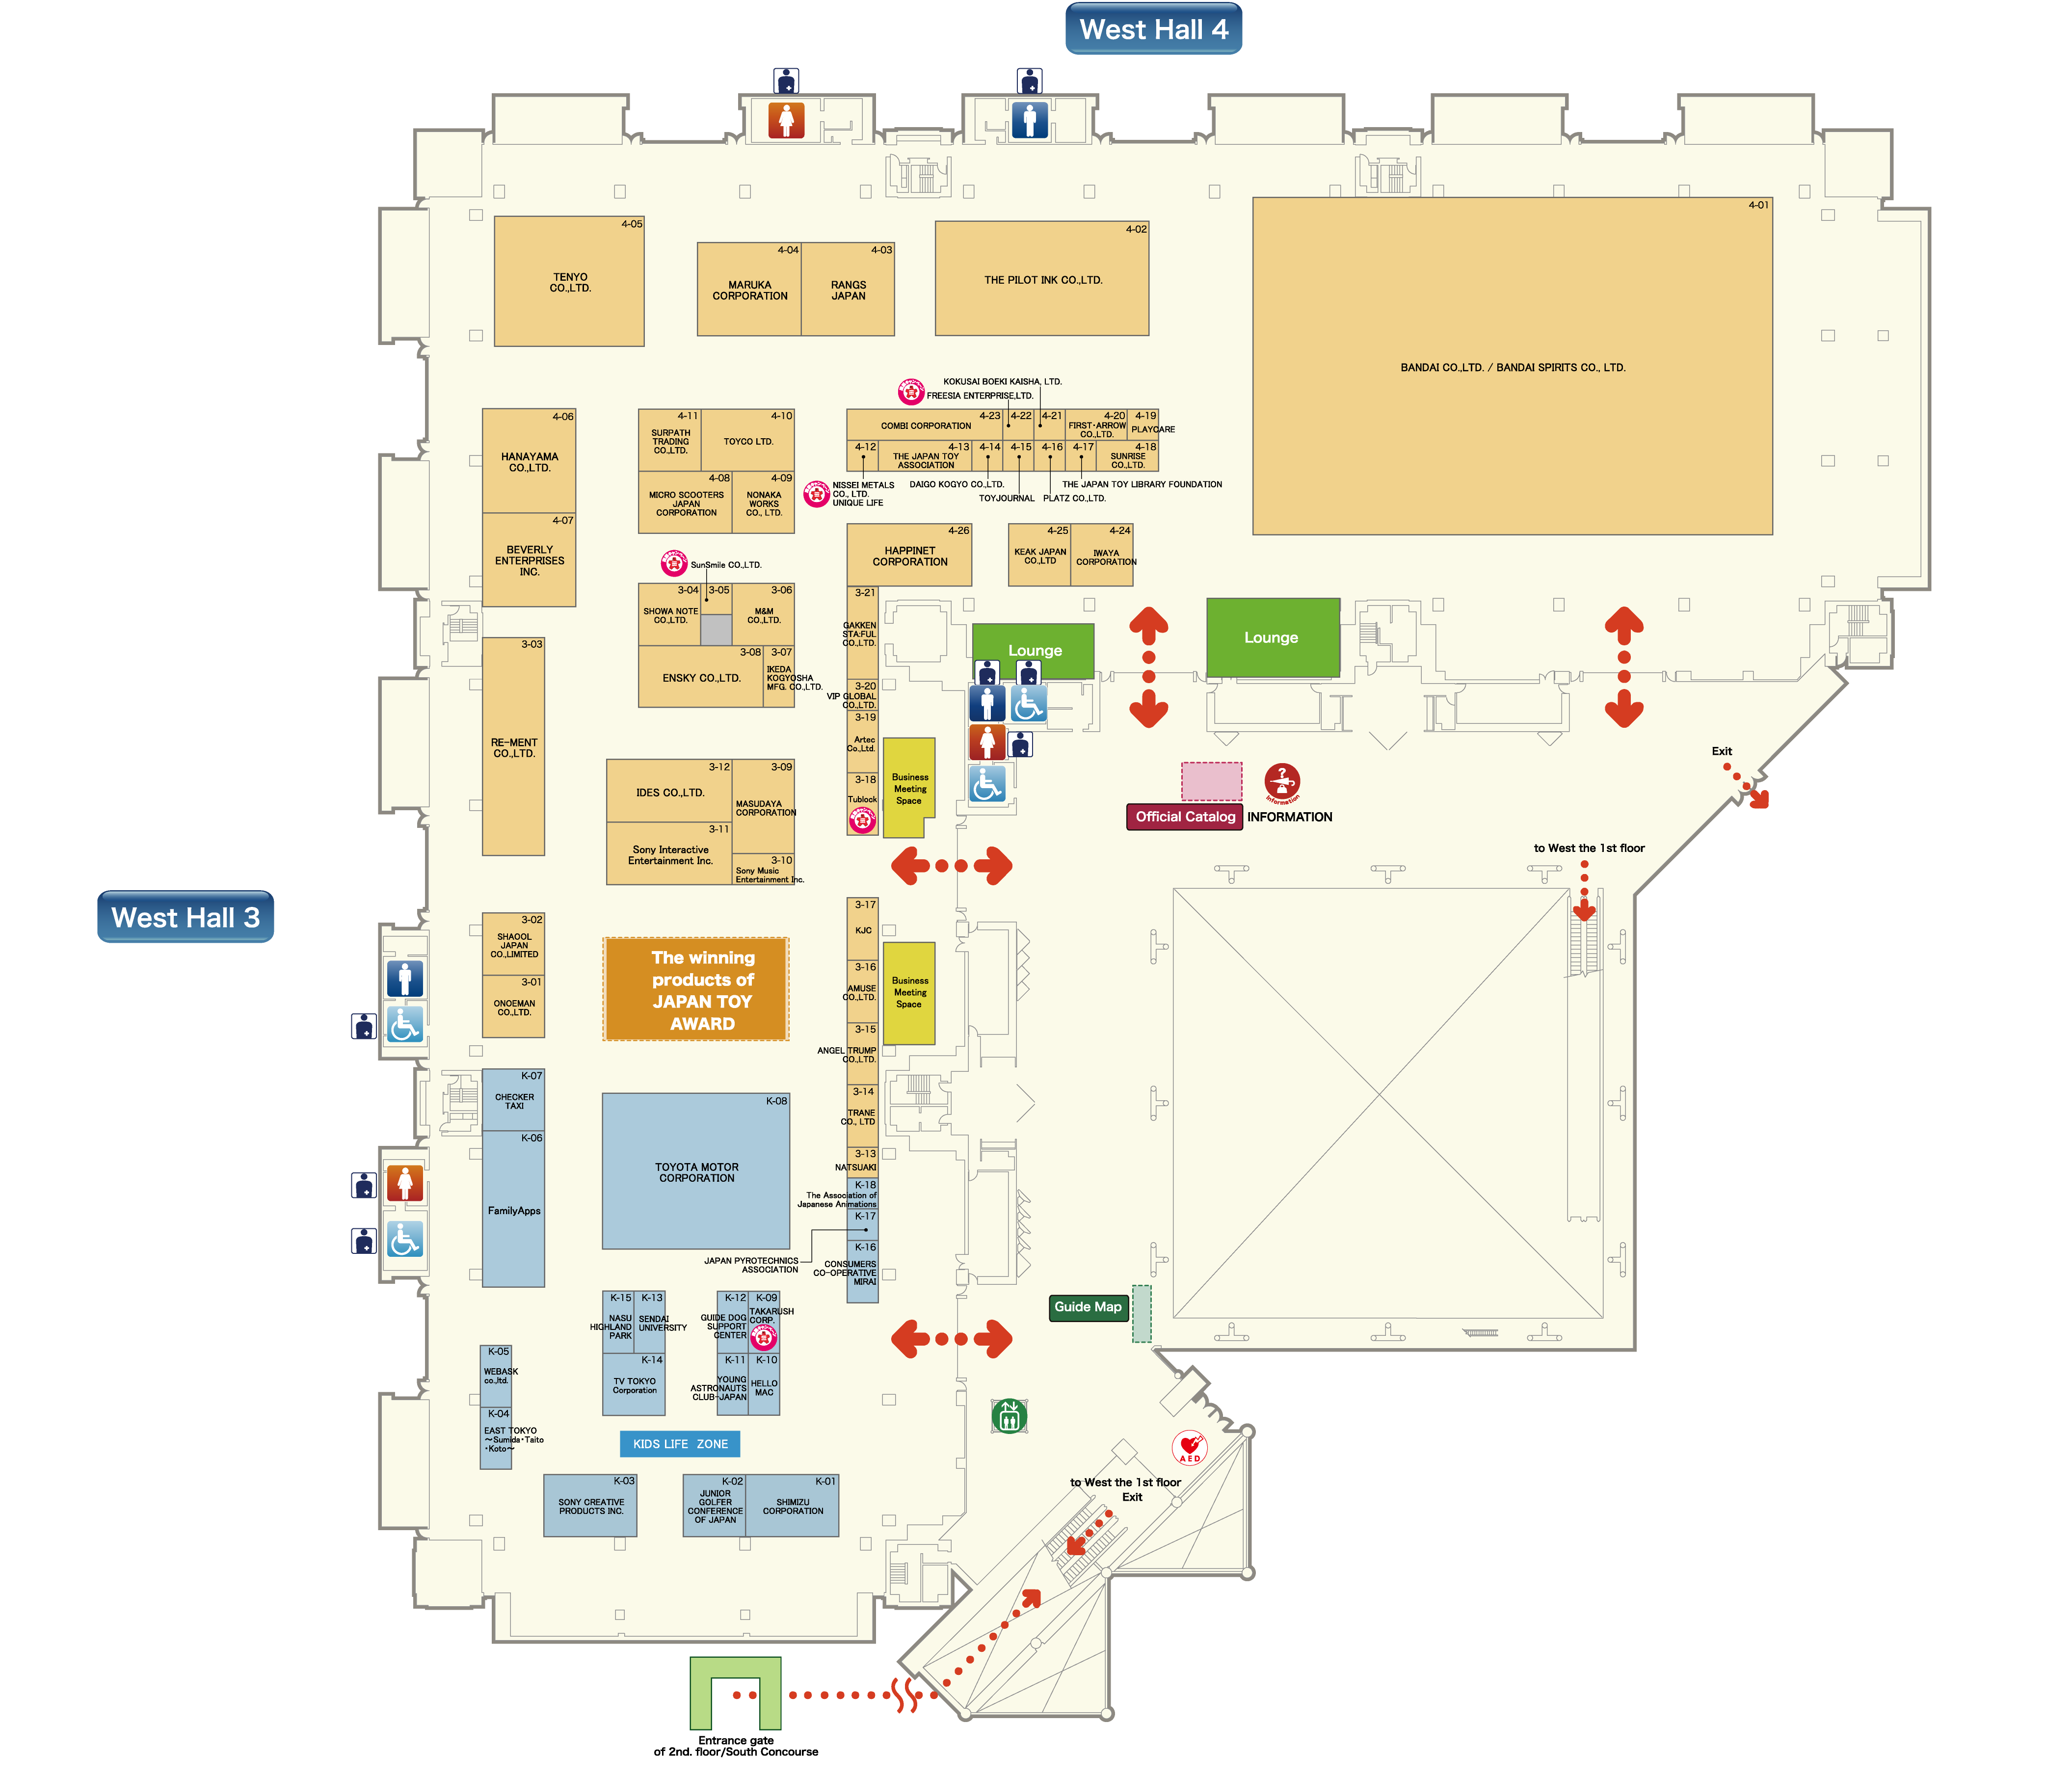 West Hall 4
4-05
TENYO
CO.,LTD.
4-04
MARUKA
CORPORATION
4-03
RANGS
JAPAN
4-02
THE PILOT INK CO.,LTD.
4-01
BANDAI CO.,LTD. / BANDAI SPIRITS CO., LTD.
KOKUSAI BOEKI KAISHA, LTD.
FREESIA ENTERPRISE,LTD.
4-06
HANAYAMA
CO.,LTD.
4-07
BEVERLY
ENTERPRISES
INC.
4-11
SURPATH
TRADING
CO.,LTD.
4-10
TOYCO LTD.
4-08
MICRO SCOOTERS
JAPAN
CORPORATION
4-09
NONAKA
WORKS
CO., LTD.
4-23
COMBI CORPORATION
4-22
4-21
4-20
FIRST・ARROW
CO.,LTD.
4-19
PLAYCARE
4-12
4-13
THE JAPAN TOY
ASSOCIATION
4-14
4-15
4-16
4-17
4-18
SUNRISE
CO.,LTD.
NISSEI METALS
CO., LTD.
UNIQUE LIFE
DAIGO KOGYO CO.,LTD.
THE JAPAN TOY LIBRARY FOUNDATION
TOYJOURNAL
PLATZ CO.,LTD.
4-26
HAPPINET
CORPORATION
4-25
KEAK JAPAN
CO.,LTD
4-24
IWAYA
CORPORATION
SunSmile CO.,LTD.
3-04
SHOWA NOTE
CO.,LTD.
3-05
3-06
M&M
CO.,LTD.
3-08
ENSKY CO.,LTD.
3-07
IKEDA
KOGYOSHA
MFG. CO.,LTD.
3-21
GAKKEN
STA:FUL
CO.,LTD.
3-20
VIP GLOBAL
CO.,LTD.
3-19
Artec
Co.,Ltd.
3-18
Tublock
Business
Meeting
Space
Lounge
Lounge
3-03
RE-MENT
CO.,LTD.
3-12
IDES CO.,LTD.
3-09
MASUDAYA
CORPORATION
3-11
Sony Interactive
Entertainment Inc.
3-10
Sony Music
Entertainment Inc.
Exit
Official Catalog
Information
INFORMATION
to West the 1st floor
West Hall 3
3-02
SHAOOL
JAPAN
CO.,LIMITED
3-01
ONOEMAN
CO.,LTD.
The winning
products of
JAPAN TOY
AWARD
3-17
KJC
3-16
AMUSE
CO.,LTD.
3-15
ANGEL TRUMP
CO.,LTD.
3-14
TRANE
CO., LTD
3-13
NATSUAKI
Business
Meeting
Space
K-07
CHECKER
TAXI
K-06
FamilyApps
K-08
TOYOTA MOTOR
CORPORATION
K-18
The Association of
Japanese Animations
K-17
JAPAN PYROTECHNICS
ASSOCIATION
K-16
CONSUMERS
CO-OPERATIVE
MIRAI
K-15
NASU
HIGHLAND
PARK
K-13
SENDAI
UNIVERSITY
K-14
TV TOKYO
Corporation
K-12
GUIDE DOG
SUPPORT
CENTER
K-09
TAKARUSH
CORP.
K-11
YOUNG
ASTRONAUTS
CLUB-JAPAN
K-10
HELLO
MAC
K-05
WEBASK
co.,ltd.
K-04
EAST TOKYO
～Sumida・Taito
・Koto～
KIDS LIFE ZONE
K-03
SONY CREATIVE
PRODUCTS INC.
K-02
JUNIOR
GOLFER
CONFERENCE
OF JAPAN
K-01
SHIMIZU
CORPORATION
Guide Map
AED
to West the 1st floor
Exit
Entrance gate
of 2nd. floor/South Concourse